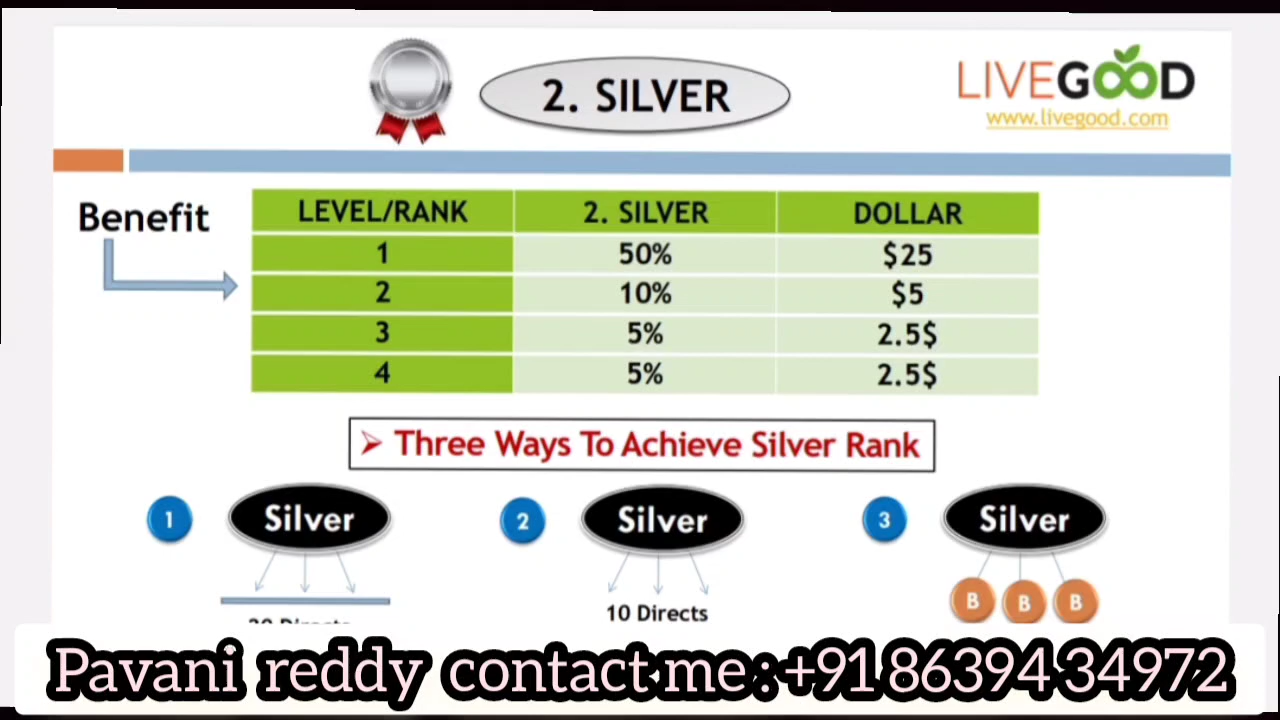 2. SILVER
LIVEGOOD
www.livegood.com
Benefit
LEVEL/RANK 2. SILVER DOLLAR
1 50% $25
2 10% $5
3 5% 2.5$
4 5% 2.5$
Three Ways To Achieve Silver Rank
1 Silver 2 Silver 3 Silver
10 Directs B B B
Pavani reddy contact me : +91 86394 34972